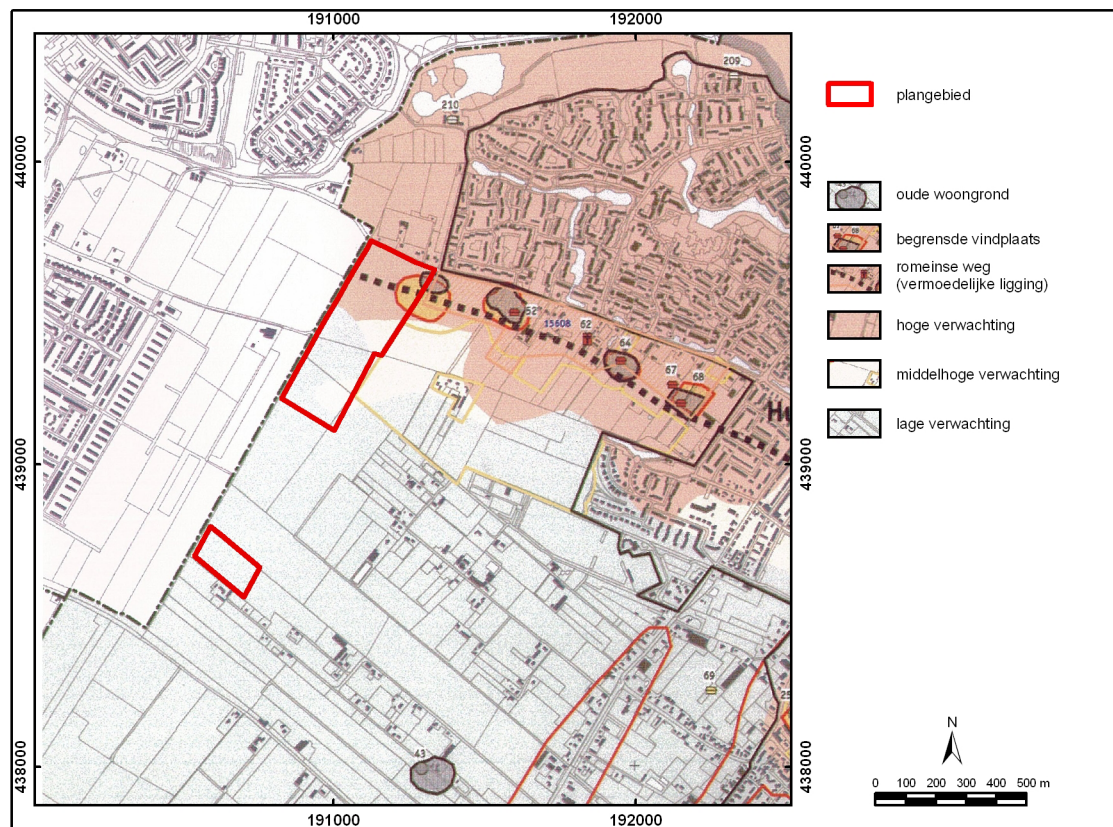 191000 192000
209
210
440000 440000
52
15608
62
64
67
68
Hu
439000 439000
69
25
43
438000 438000
191000 192000
plangebied
oude woongrond
begrensde vindplaats
romeinse weg
(vermoedelijke ligging)
hoge verwachting
middelhoge verwachting
lage verwachting
N
0 100 200 300 400 500 m